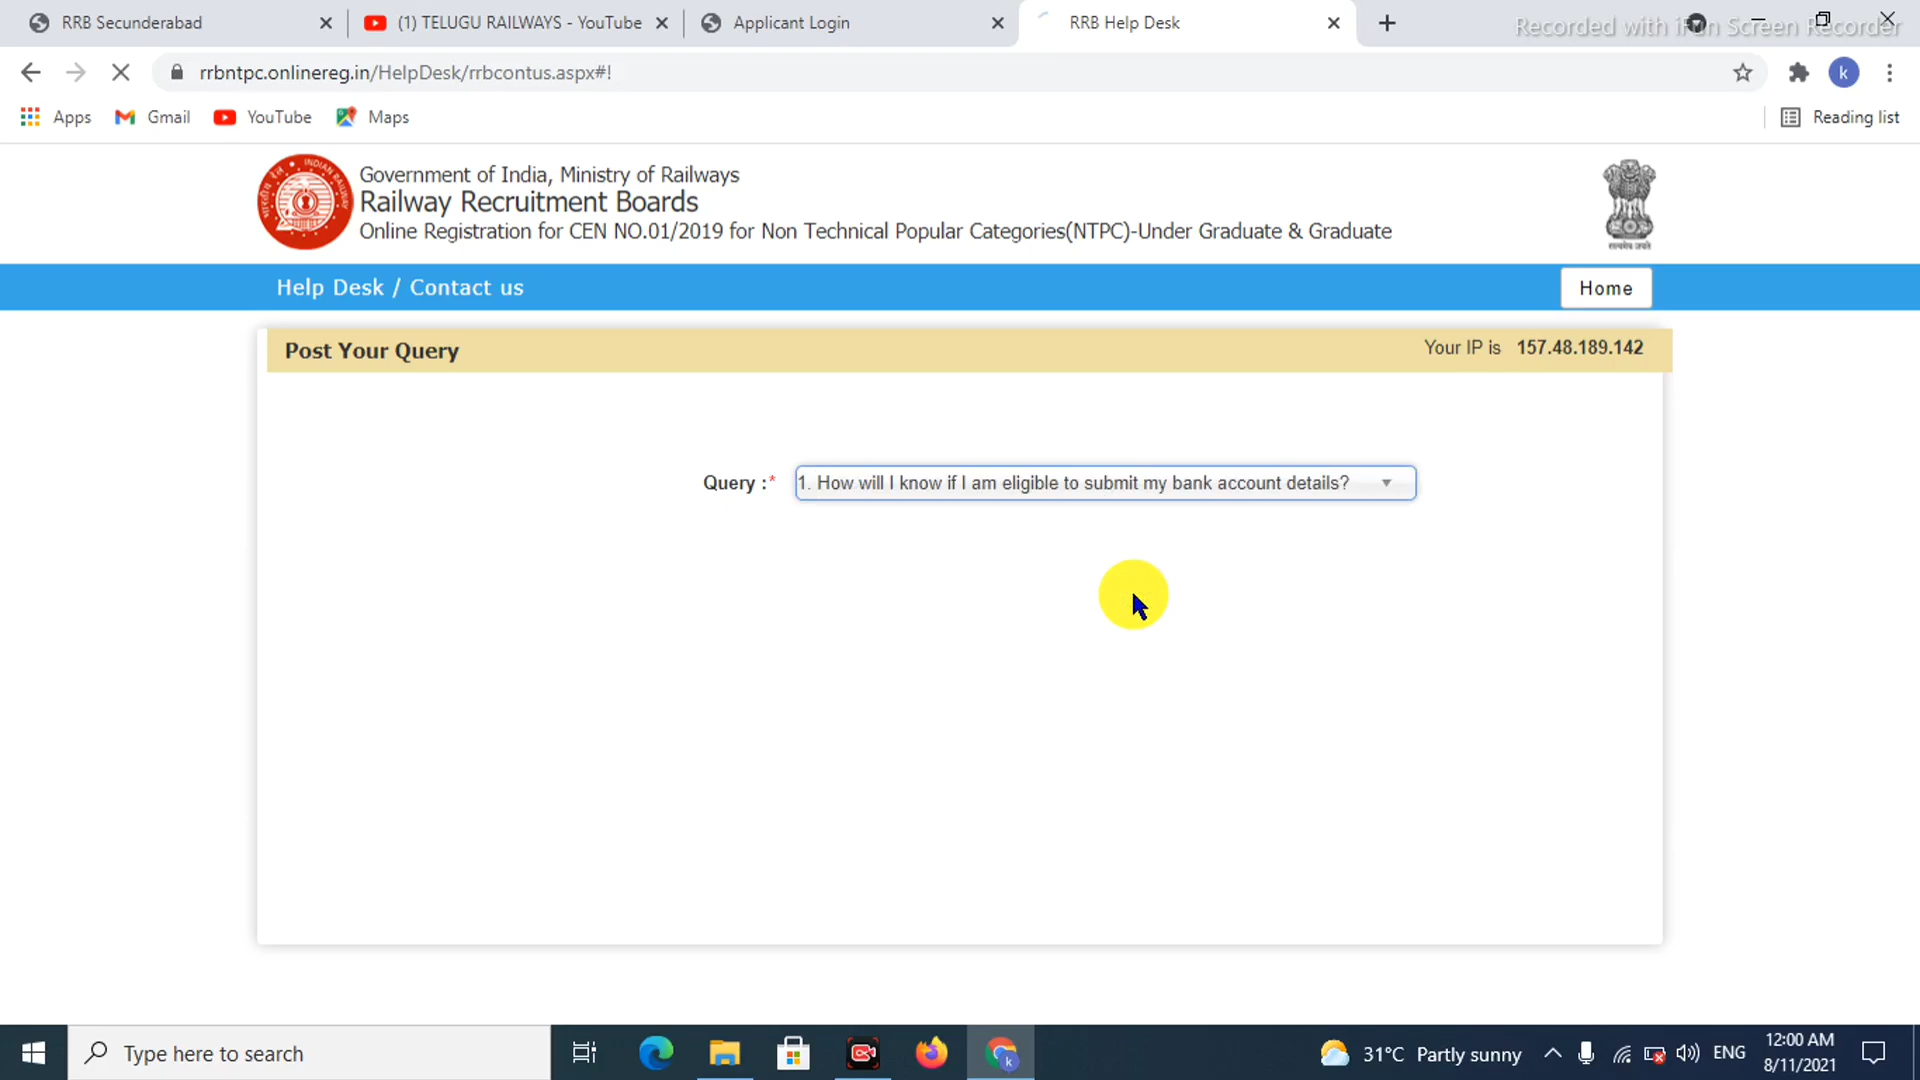 RRB Secunderabad
(1) TELUGU RAILWAYS - YouTube
Applicant Login
RRB Help Desk
Recorded with iFun Screen Recorder
rrbntpc.onlinereg.in/HelpDesk/rrbcontus.aspx#!
k
Apps
Gmail
YouTube
Maps
Reading list
Government of India, Ministry of Railways
Railway Recruitment Boards
Online Registration for CEN NO.01/2019 for Non Technical Popular Categories(NTPC)-Under Graduate & Graduate
Help Desk / Contact us
Home
Post Your Query
Your IP is 157.48.189.142
Query :*
1. How will I know if I am eligible to submit my bank account details?
Type here to search
k
31°C Partly sunny
ENG
12:00 AM
8/11/2021